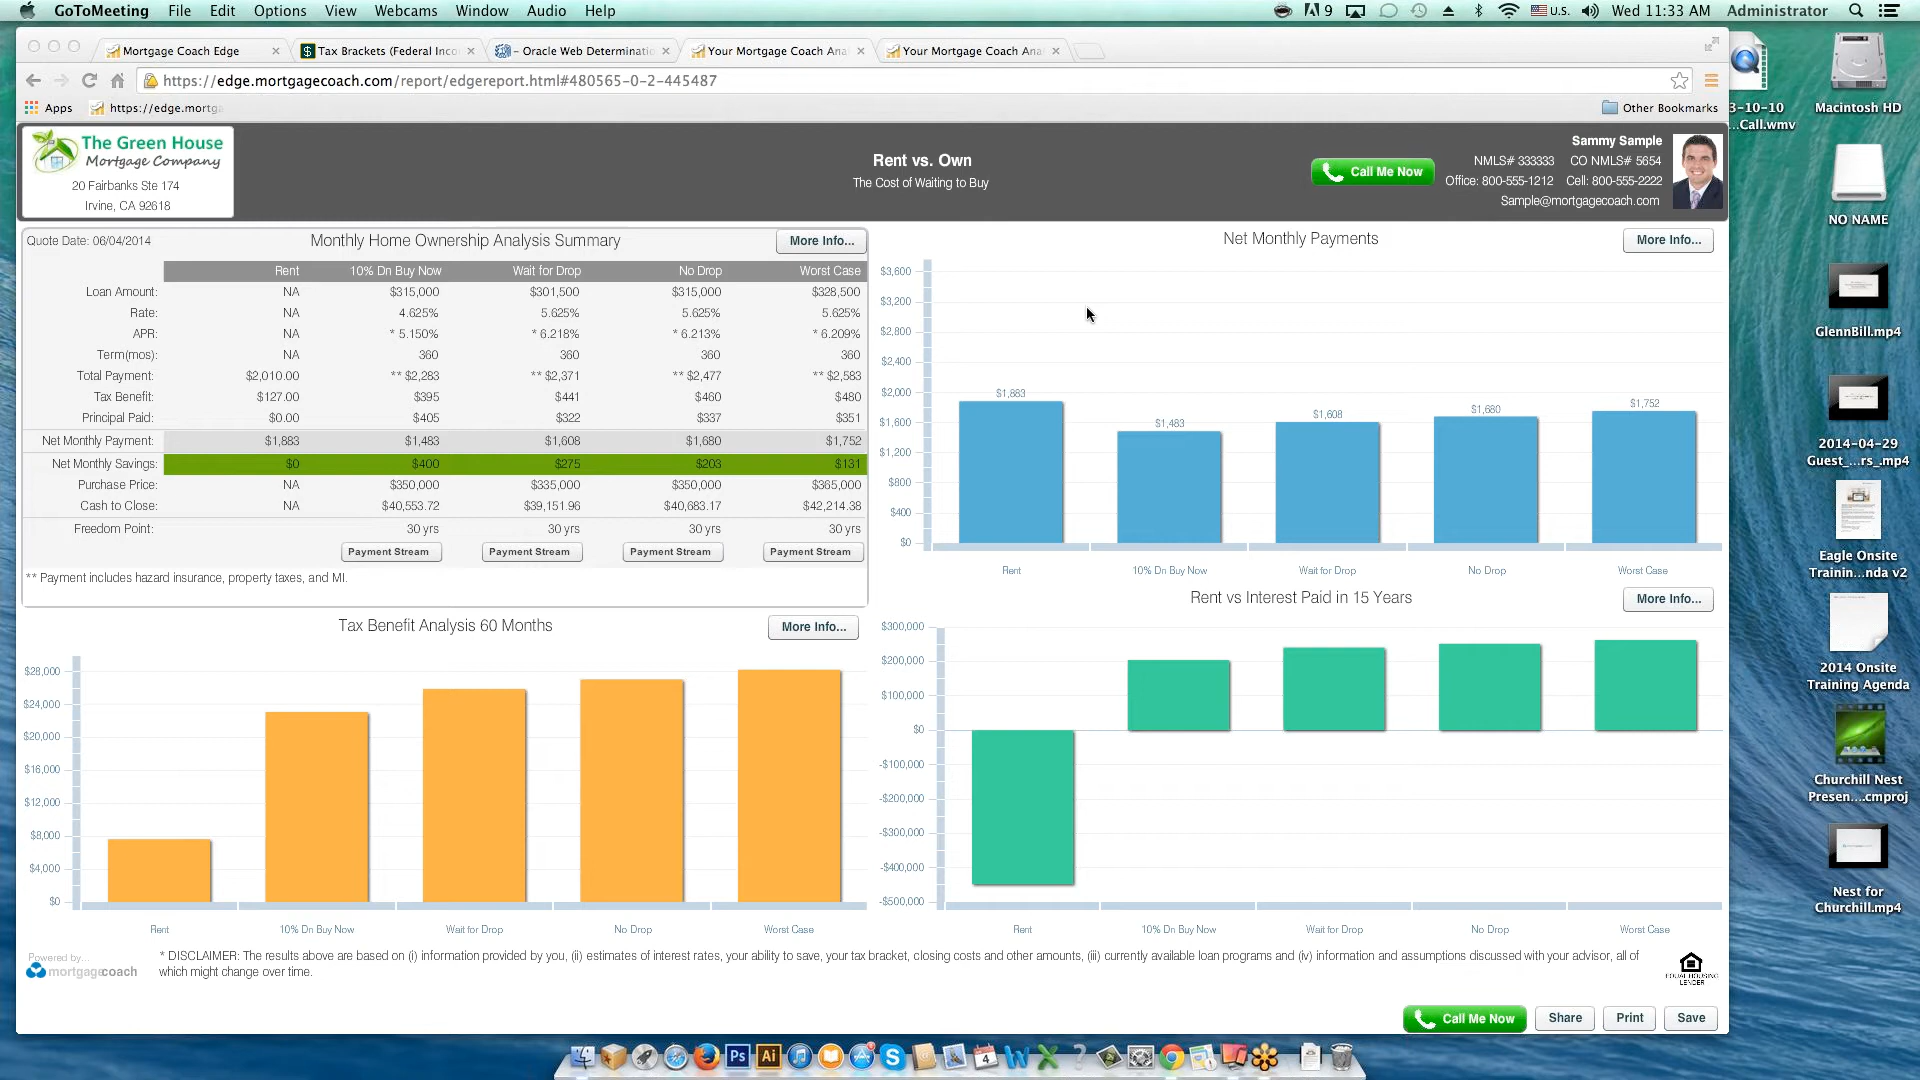 GoToMeeting File Edit Options View Webcams Window Audio Help
9 U.S. Wed 11:33 AM Administrator
Mortgage Coach Edge Tax Brackets (Federal Inco – Oracle Web Determinatio Your Mortgage Coach Ana Your Mortgage Coach Ana
https://edge.mortgagecoach.com/report/edgereport.html#480565-0-2-445487
Apps https://edge.mortga Other Bookmarks
The Green House
Mortgage Company
20 Fairbanks Ste 174
Irvine, CA 92618
Rent vs. Own
The Cost of Waiting to Buy
Call Me Now
Sammy Sample
NMLS# 333333 CO NMLS# 5654
Office: 800-555-1212 Cell: 800-555-2222
Sample@mortgagecoach.com
Quote Date: 06/04/2014 Monthly Home Ownership Analysis Summary More Info...
Rent 10% Dn Buy Now Wait for Drop No Drop Worst Case
Loan Amount: NA $315,000 $301,500 $315,000 $328,500
Rate: NA 4.625% 5.625% 5.625% 5.625%
APR: NA * 5.150% * 6.218% * 6.213% * 6.209%
Term(mos): NA 360 360 360 360
Total Payment: $2,010.00 ** $2,283 ** $2,371 ** $2,477 ** $2,583
Tax Benefit: $127.00 $395 $441 $460 $480
Principal Paid: $0.00 $405 $322 $337 $351
Net Monthly Payment: $1,883 $1,483 $1,608 $1,680 $1,752
Net Monthly Savings: $0 $400 $275 $203 $131
Purchase Price: NA $350,000 $335,000 $350,000 $365,000
Cash to Close: NA $40,553.72 $39,151.96 $40,683.17 $42,214.38
Freedom Point: 30 yrs 30 yrs 30 yrs 30 yrs
Payment Stream Payment Stream Payment Stream Payment Stream
** Payment includes hazard insurance, property taxes, and MI.
Net Monthly Payments More Info...
$3,600
$3,200
$2,800
$2,400
$2,000
$1,600
$1,200
$800
$400
$0
$1,883 $1,483 $1,608 $1,680 $1,752
Rent 10% Dn Buy Now Wait for Drop No Drop Worst Case
Tax Benefit Analysis 60 Months More Info...
$28,000
$24,000
$20,000
$16,000
$12,000
$8,000
$4,000
$0
Rent 10% Dn Buy Now Wait for Drop No Drop Worst Case
Rent vs Interest Paid in 15 Years More Info...
$300,000
$200,000
$100,000
$0
-$100,000
-$200,000
-$300,000
-$400,000
-$500,000
Rent 10% Dn Buy Now Wait for Drop No Drop Worst Case
Powered by...
mortgagecoach
* DISCLAIMER: The results above are based on (i) information provided by you, (ii) estimates of interest rates, your ability to save, your tax bracket, closing costs and other amounts, (iii) currently available loan programs and (iv) information and assumptions discussed with your advisor, all of
which might change over time.
EQUAL HOUSING
LENDER
Call Me Now Share Print Save
3-10-10
...Call.wmv
Macintosh HD
NO NAME
GlennBill.mp4
2014-04-29
Guest_...rs_.mp4
Eagle Onsite
Trainin...nda v2
2014 Onsite
Training Agenda
Churchill Nest
Presen....cmproj
Nest for
Churchill.mp4
Ps Ai 4